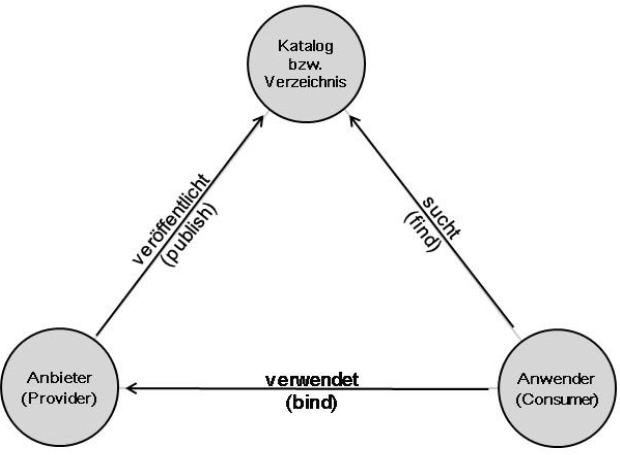 Katalog
bzw.
Verzeichnis
veröffentlicht
(publish)
sucht
(find)
Anbieter
(Provider)
verwendet
(bind)
Anwender
(Consumer)